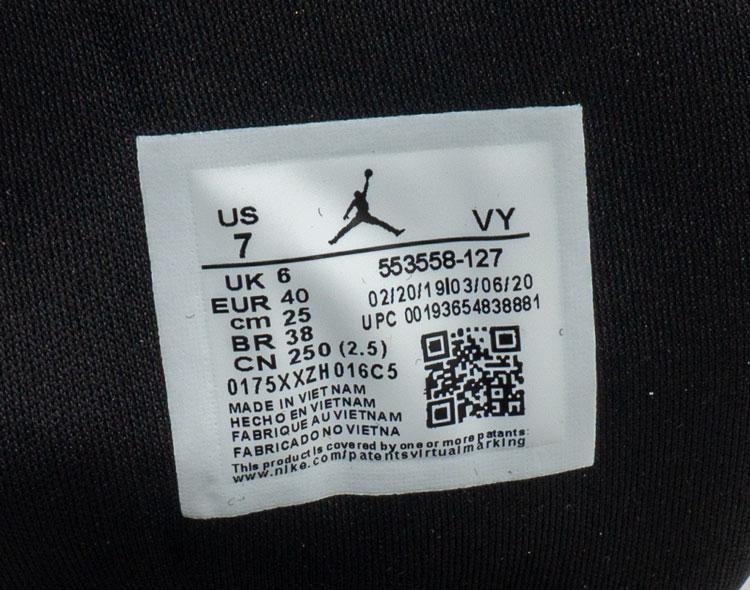 US
7
VY
UK 6
EUR 40
cm 25
BR 38
CN 250 (2.5)
553558-127
02/20/19|03/06/20
UPC 00193654838881
0175XXZH016C5
MADE IN VIETNAM
HECHO EN VIETNAM
FABRIQUE AU VIETNAM
FABRICADO NO VIETNA
This product is covered by one or more patents:
www.nike.com/patentsvirtualmarking